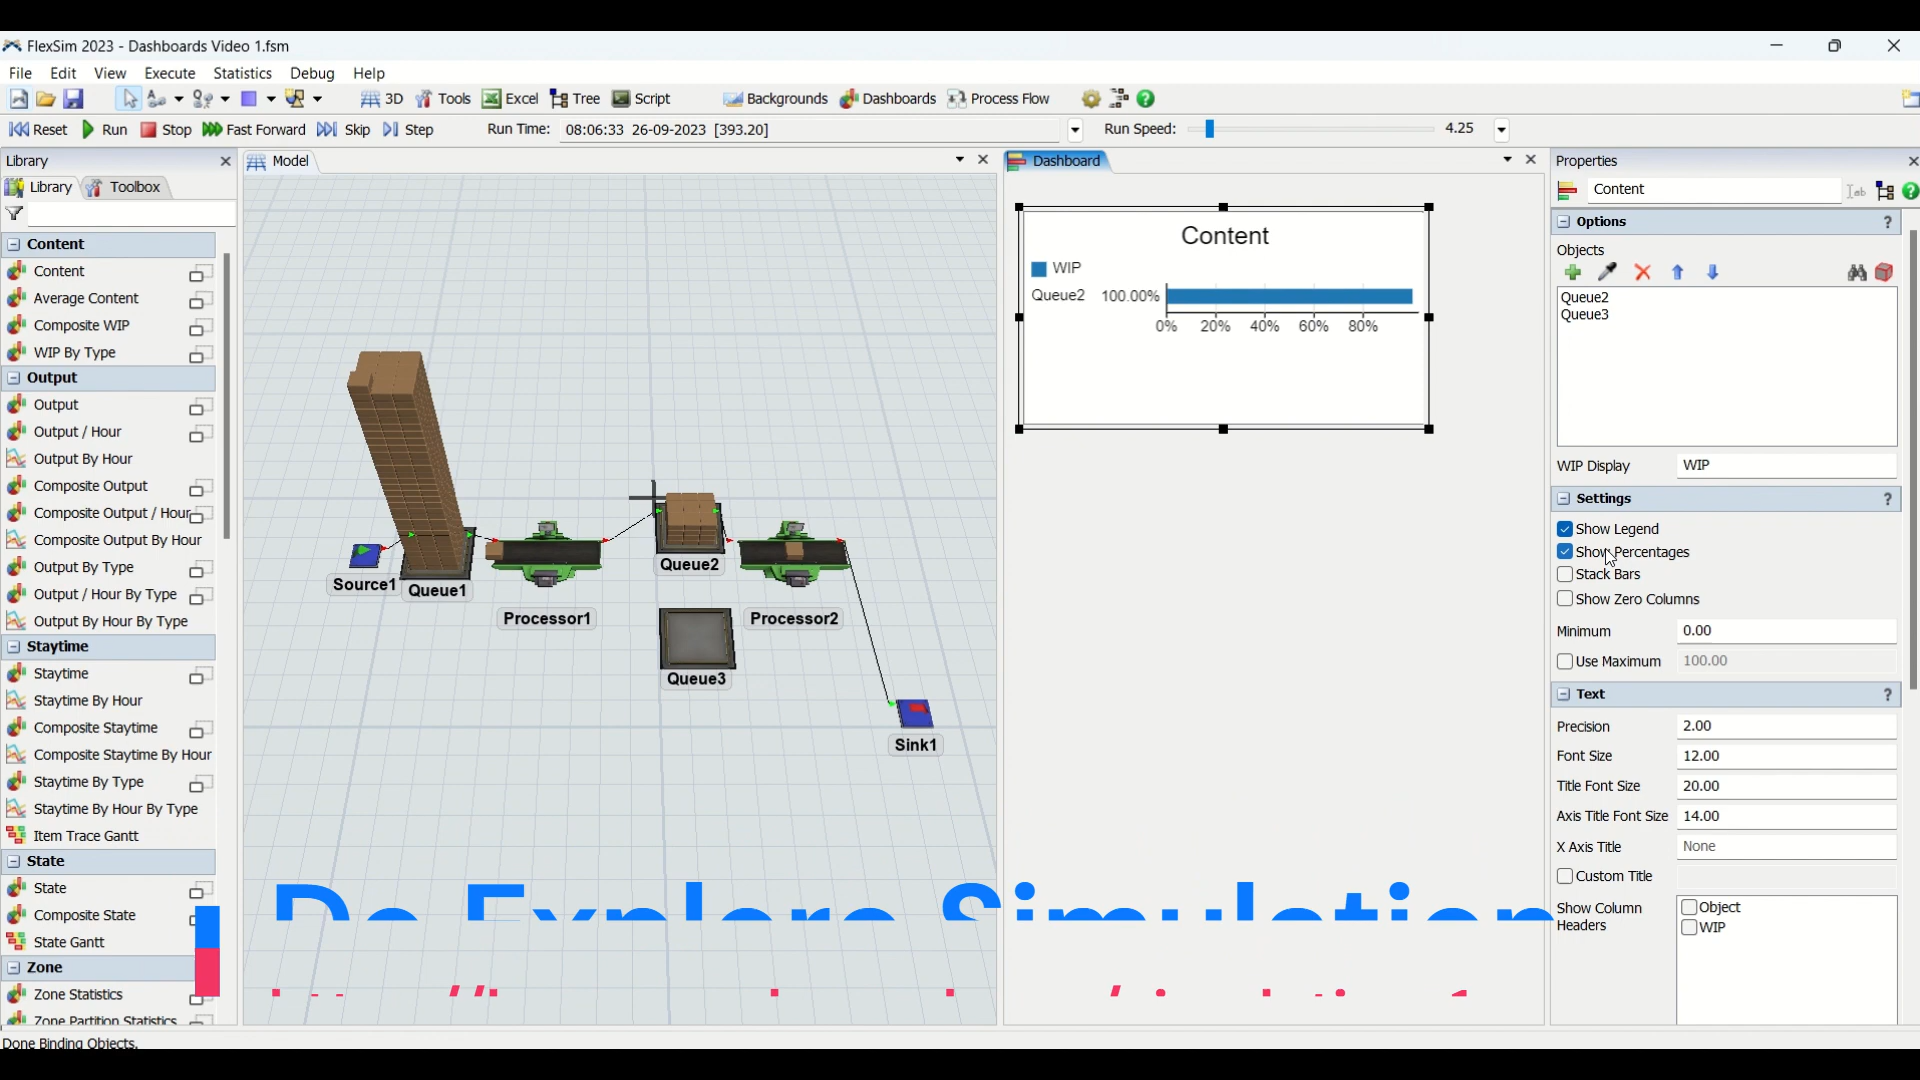 FlexSim 2023 - Dashboards Video 1.fsm
File Edit View Execute Statistics Debug Help
3D Tools Excel Tree Script Backgrounds Dashboards Process Flow
Reset Run Stop Fast Forward Skip Step Run Time: 08:06:33 26-09-2023 [393.20] Run Speed: 4.25
Library
Library Toolbox
Content
Content
Average Content
Composite WIP
WIP By Type
Output
Output
Output / Hour
Output By Hour
Composite Output
Composite Output / Hour
Composite Output By Hour
Output By Type
Output / Hour By Type
Output By Hour By Type
Staytime
Staytime
Staytime By Hour
Composite Staytime
Composite Staytime By Hour
Staytime By Type
Staytime By Hour By Type
Item Trace Gantt
State
State
Composite State
State Gantt
Zone
Zone Statistics
Zone Partition Statistics
Model
Source1
Queue1
Processor1
Queue2
Processor2
Queue3
Sink1
Dashboard
Content
WIP
Queue2 100.00%
0% 20% 40% 60% 80%
Properties
Content
Options
Objects
Queue2
Queue3
WIP Display WIP
Settings
Show Legend
Show Percentages
Stack Bars
Show Zero Columns
Minimum 0.00
Use Maximum 100.00
Text
Precision 2.00
Font Size 12.00
Title Font Size 20.00
Axis Title Font Size 14.00
X Axis Title None
Custom Title
Show Column Headers
Object
WIP
Do Explore Simulation
Done Binding Objects.